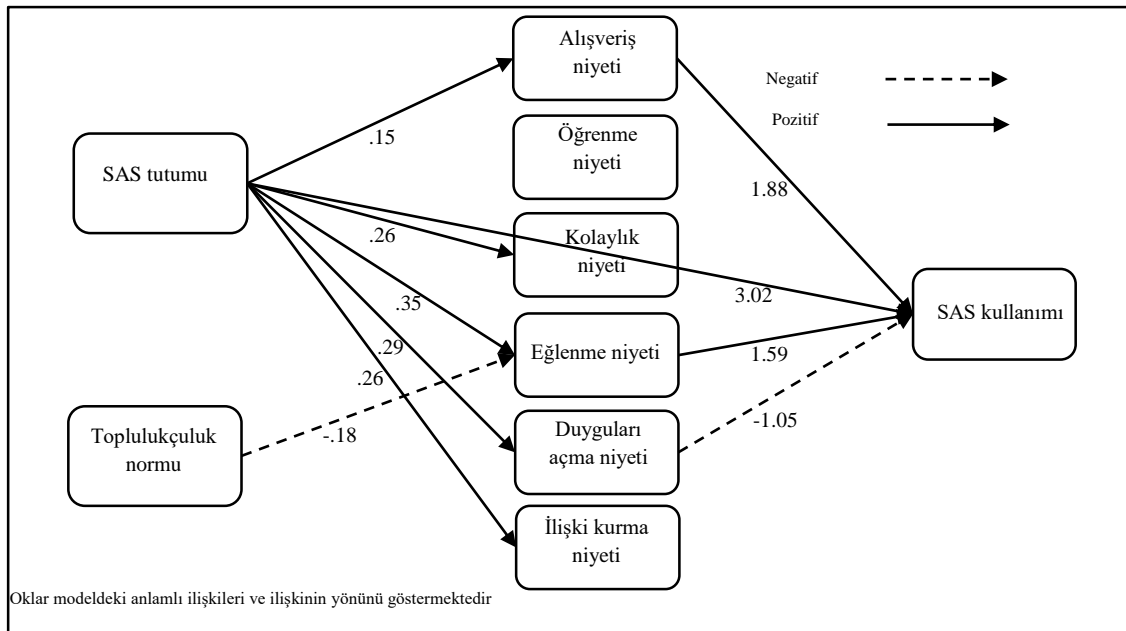 Alışveriş
niyeti
Negatif
Pozitif
.15
Öğrenme
niyeti
SAS tutumu
1.88
Kolaylık
niyeti
.26
3.02
SAS kullanımı
.35
Eğlenme niyeti
1.59
.29
.26
Toplulukçuluk
normu
-.18
Duyguları
açma niyeti
-1.05
İlişki kurma
niyeti
Oklar modeldeki anlamlı ilişkileri ve ilişkinin yönünü göstermektedir